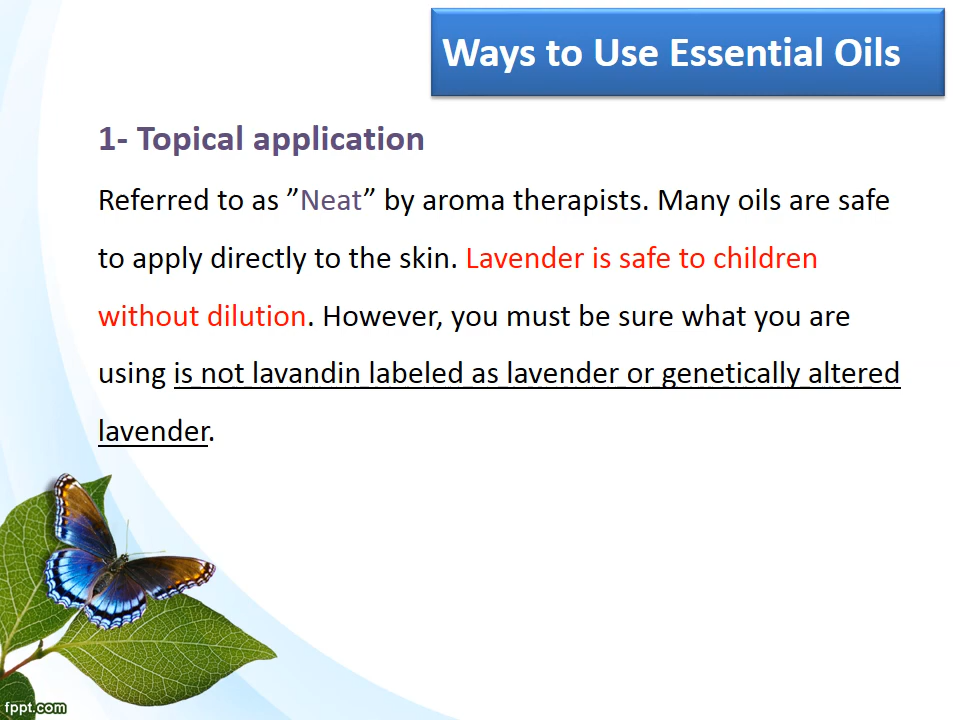 Ways to Use Essential Oils
1- Topical application
Referred to as ”Neat” by aroma therapists. Many oils are safe
to apply directly to the skin. Lavender is safe to children
without dilution. However, you must be sure what you are
using is not lavandin labeled as lavender or genetically altered
lavender.
fppt.com